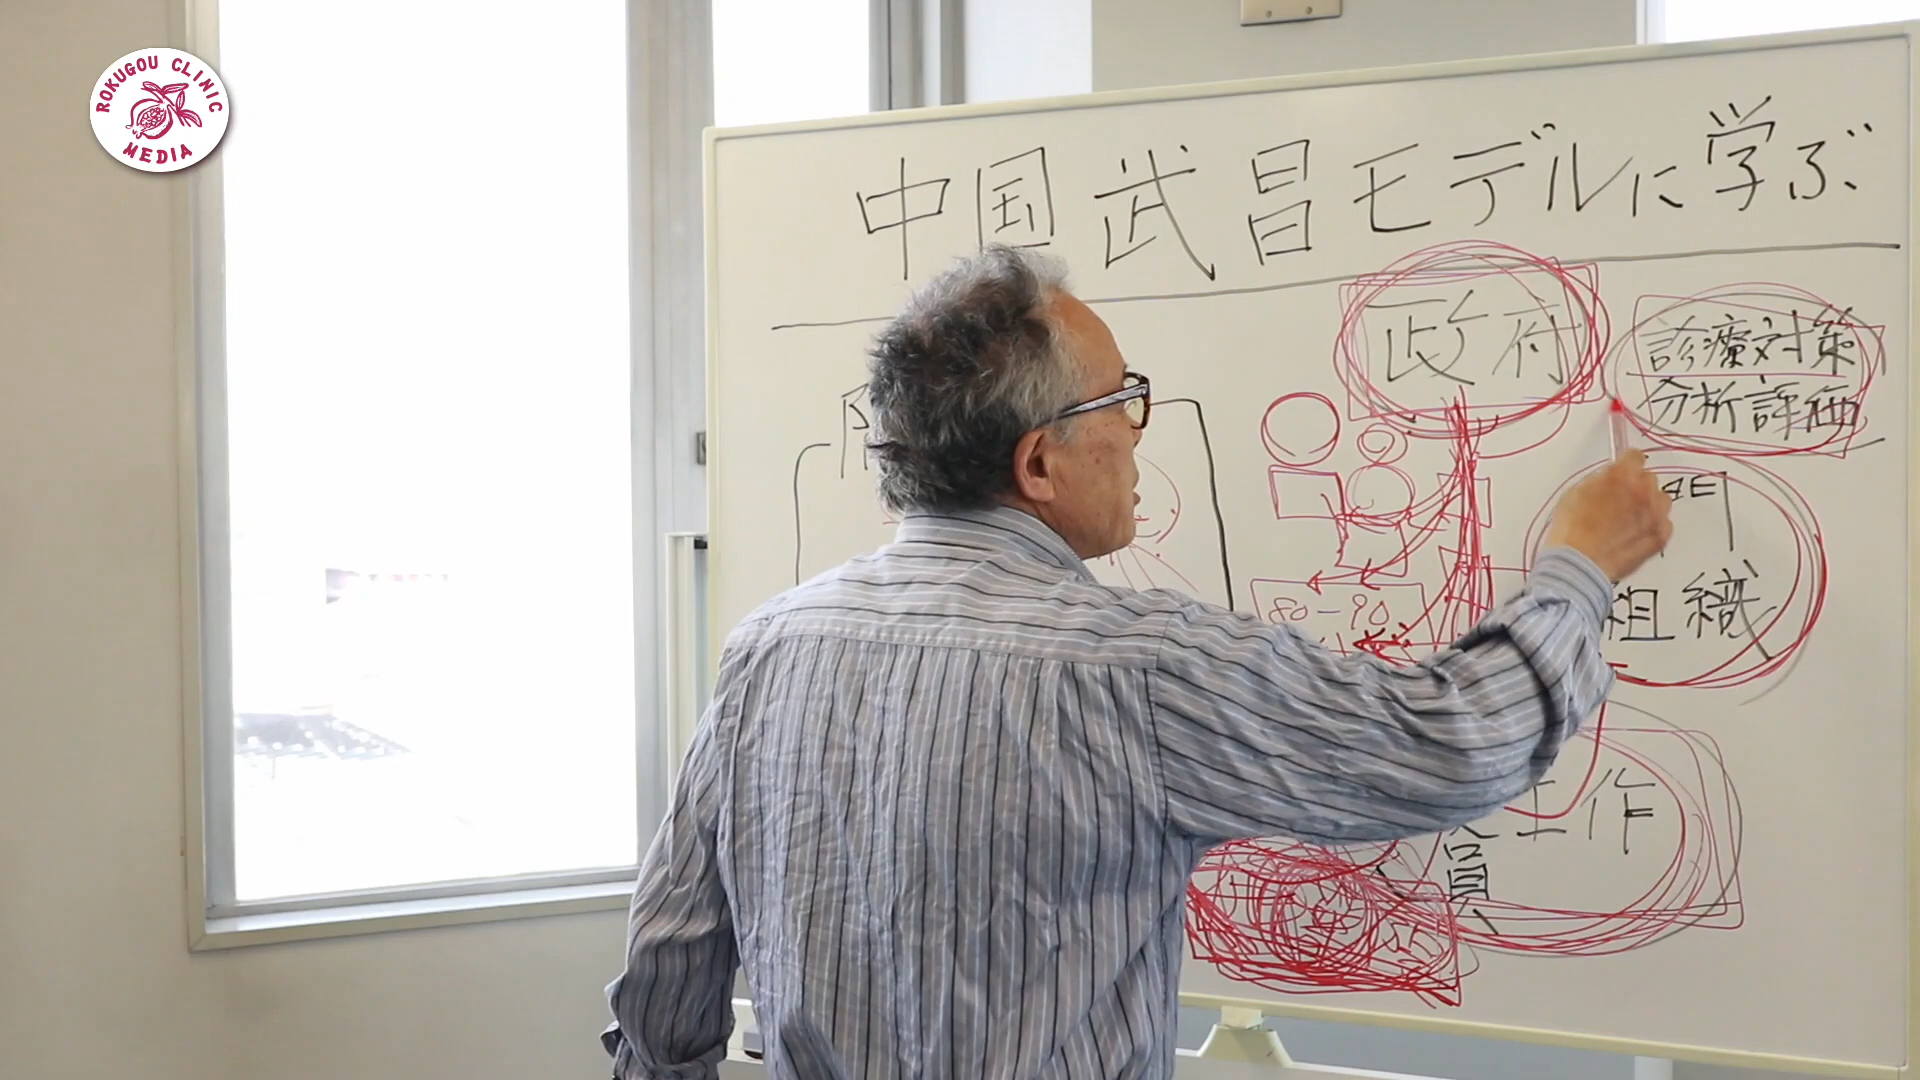 ROKUGOU CLINIC
MEDIA
中国武昌モデルに学ぶ
政府
診療対策
分析評価
組織
80-90
工作
員